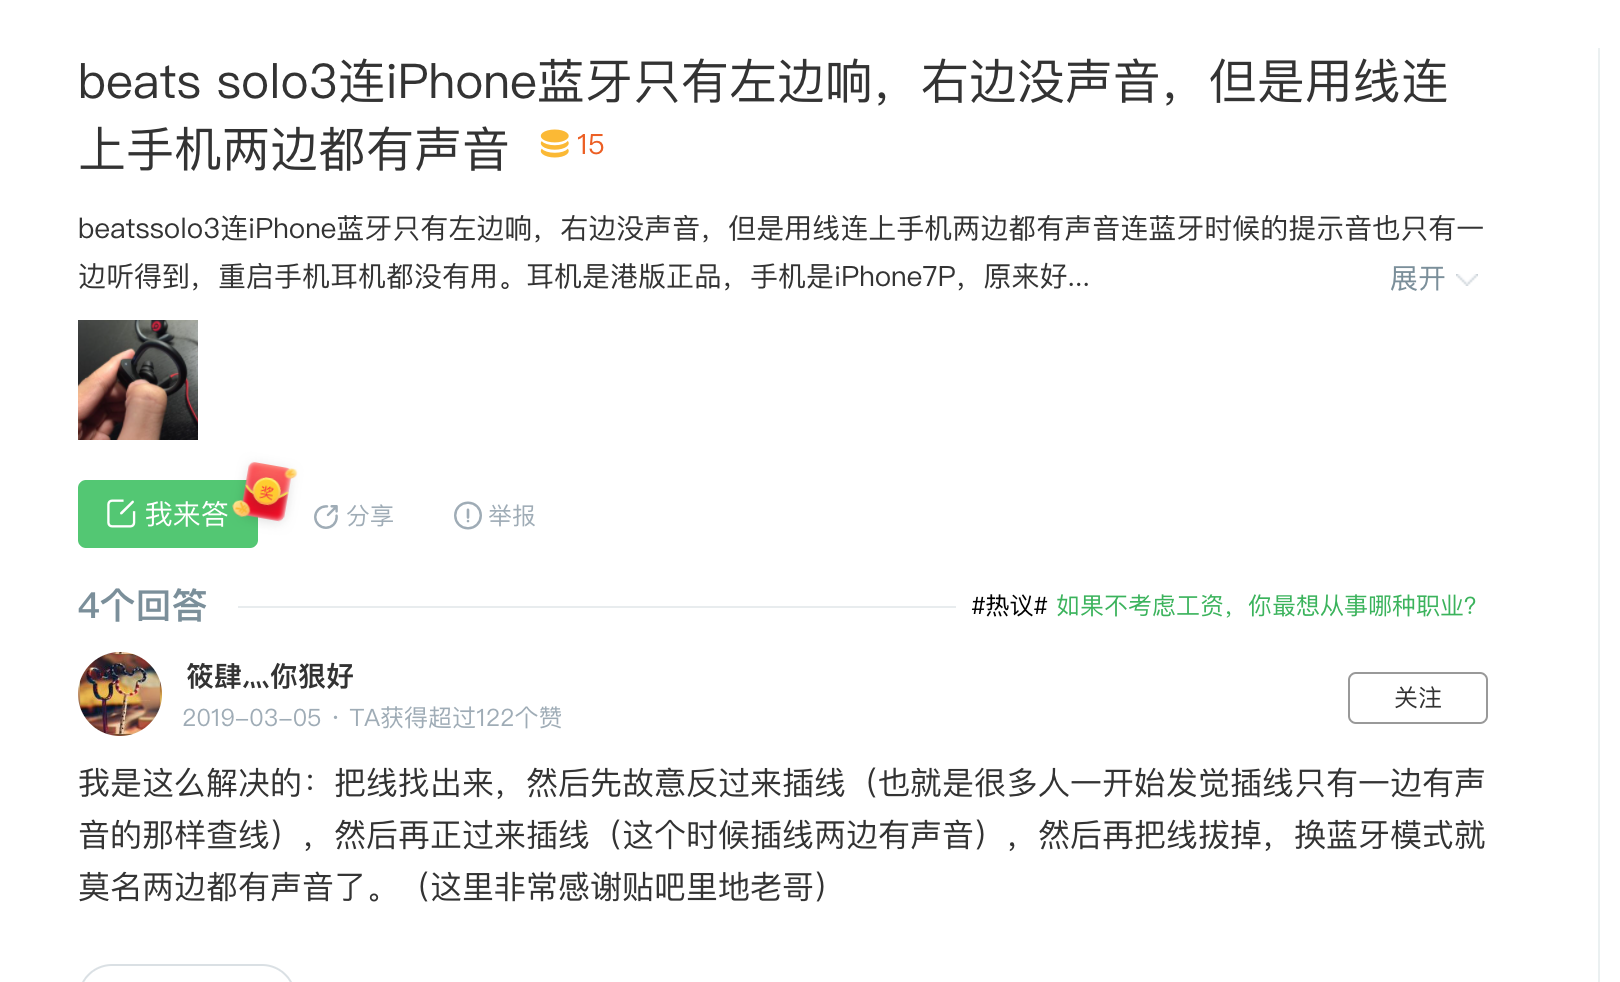 beats solo3连iPhone蓝牙只有左边响，右边没声音，但是用线连
上手机两边都有声音 15
beatssolo3连iPhone蓝牙只有左边响，右边没声音，但是用线连上手机两边都有声音连蓝牙时候的提示音也只有一
边听得到，重启手机耳机都没有用。耳机是港版正品，手机是iPhone7P，原来好... 展开
我来答 奖 分享 举报
4个回答 #热议# 如果不考虑工资，你最想从事哪种职业?
筱肆灬你狠好
2019-03-05 · TA获得超过122个赞 关注
我是这么解决的：把线找出来，然后先故意反过来插线（也就是很多人一开始发觉插线只有一边有声
音的那样查线），然后再正过来插线（这个时候插线两边有声音），然后再把线拔掉，换蓝牙模式就
莫名两边都有声音了。（这里非常感谢贴吧里地老哥）